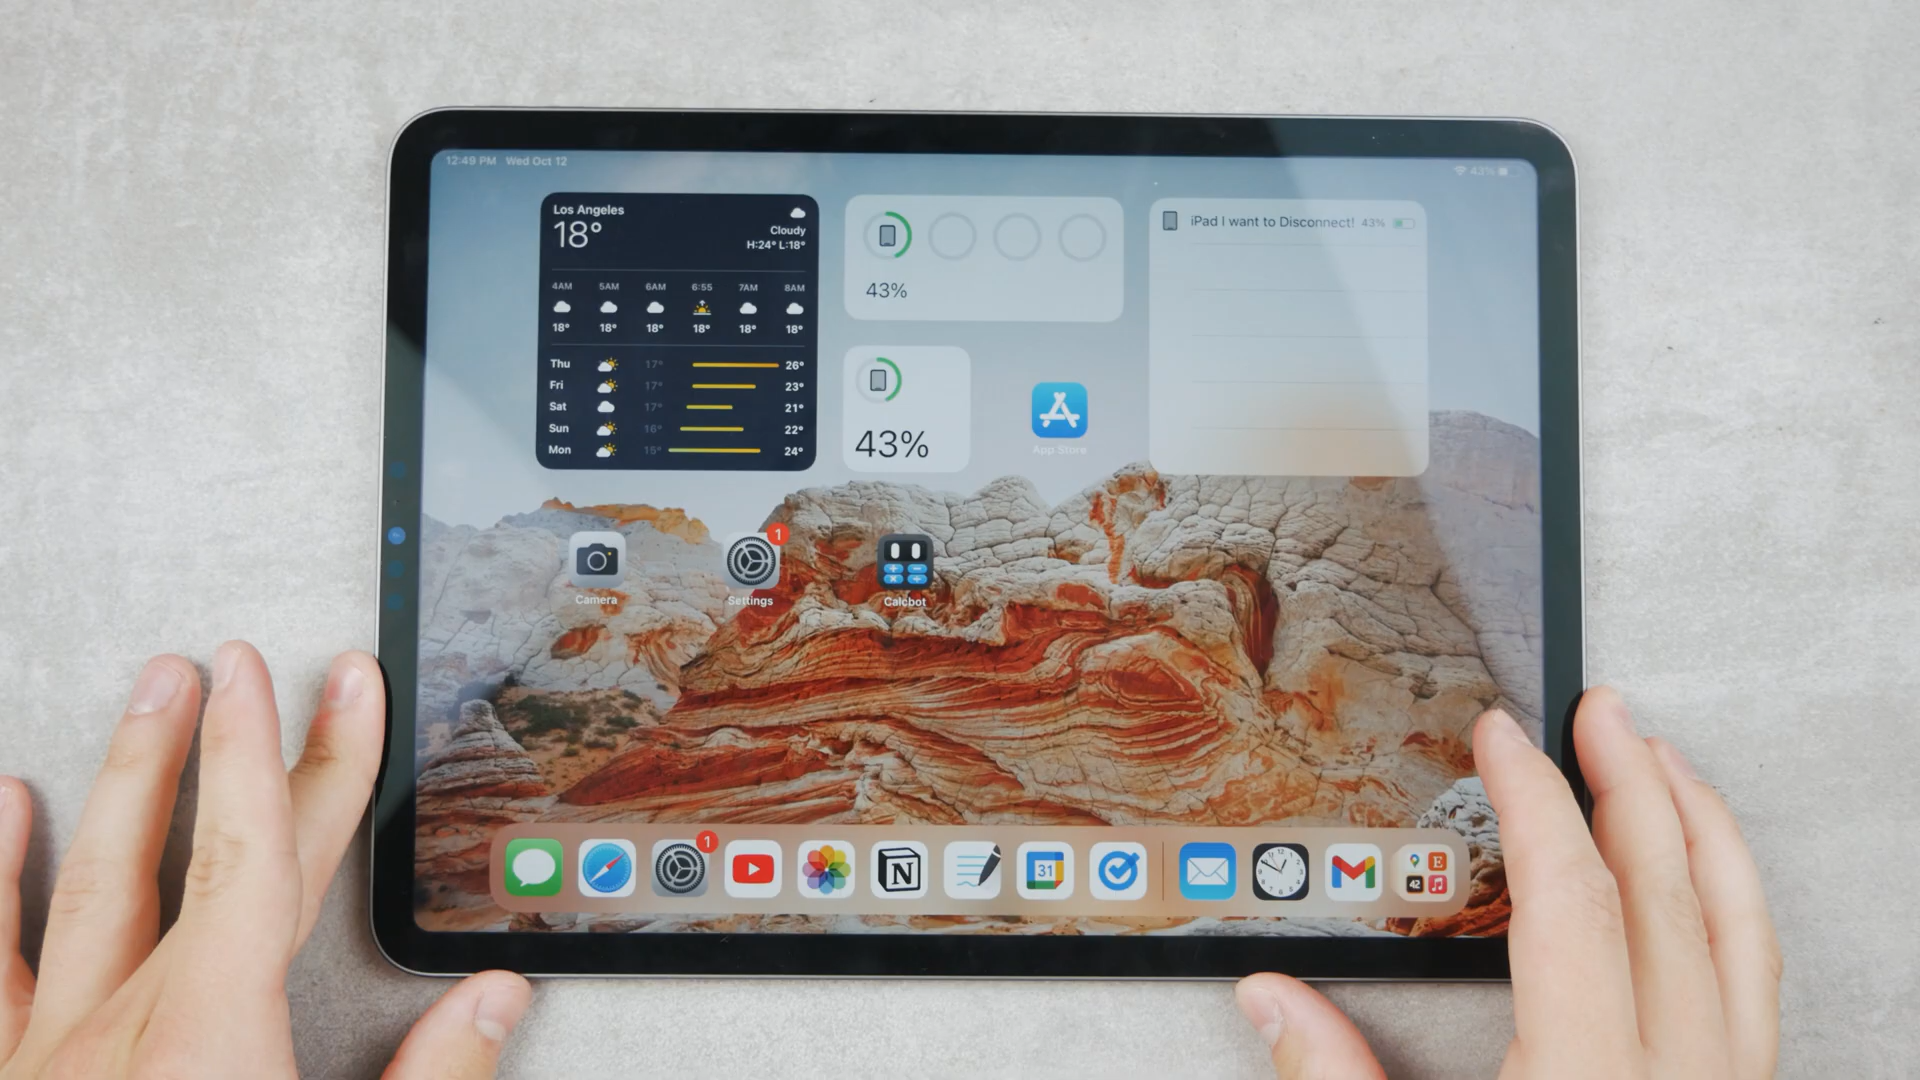 12:49 PM Wed Oct 12
43%
Los Angeles
18°
Cloudy
H:24° L:18°
4AM 5AM 6AM 6:55 7AM 8AM
18° 18° 18° 18° 18° 18°
Thu 17° 26°
Fri 17° 23°
Sat 17° 21°
Sun 16° 22°
Mon 15° 24°
43%
43%
App Store
iPad I want to Disconnect! 43%
Camera
Settings
1
Calcbot
1
N
31
E
42